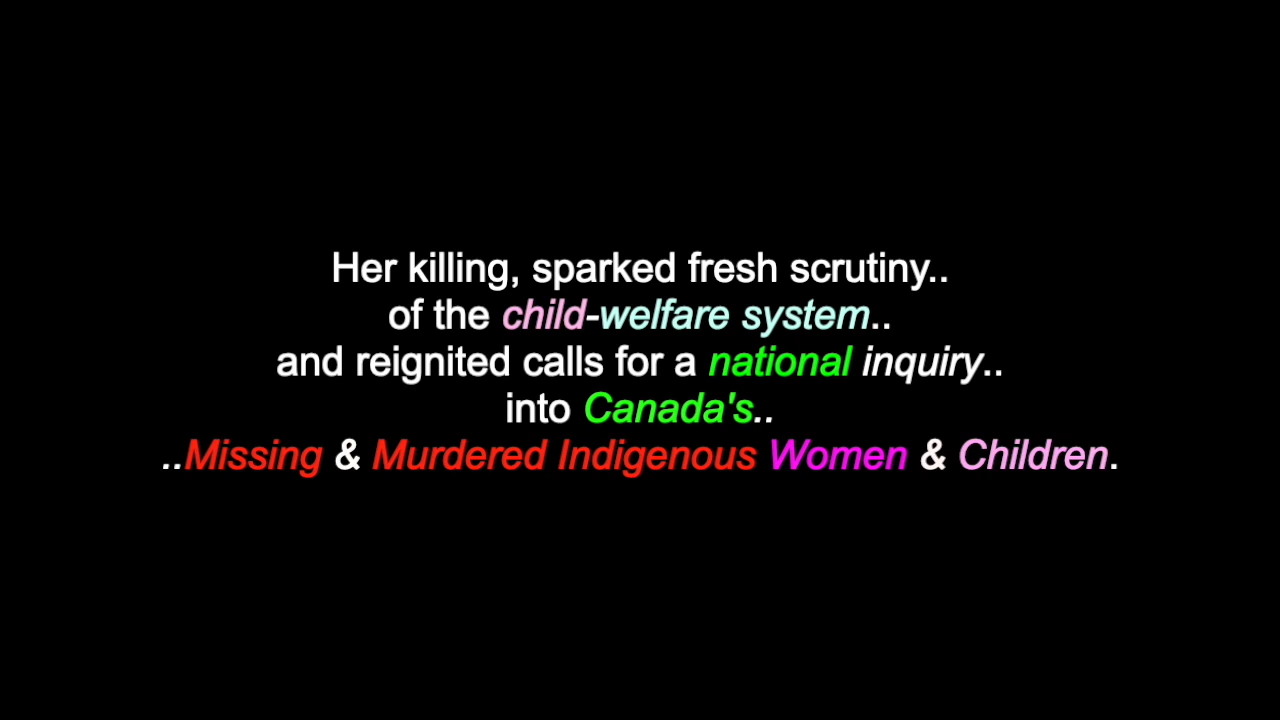 Her killing, sparked fresh scrutiny..
of the child-welfare system..
and reignited calls for a national inquiry..
into Canada's..
..Missing & Murdered Indigenous Women & Children.